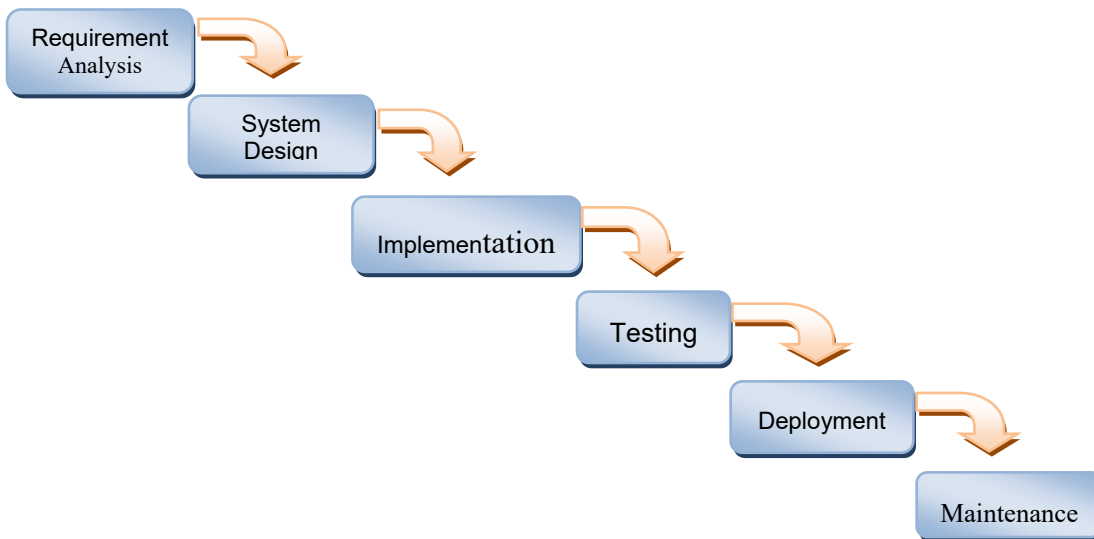 Requirement
Analysis
System
Design
Implementation
Testing
Deployment
Maintenance